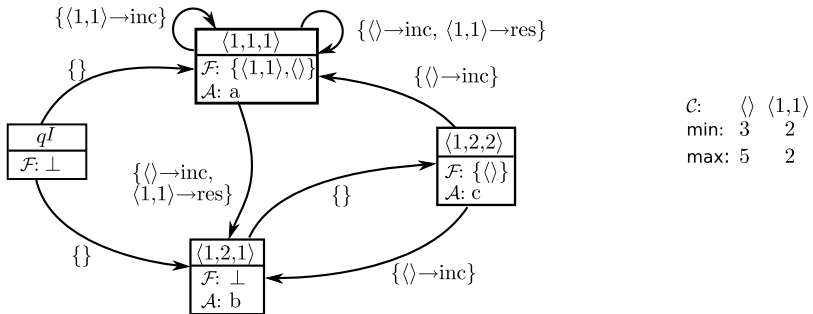 {⟨1,1⟩→inc}
{⟨⟩→inc, ⟨1,1⟩→res}
⟨1,1,1⟩
ℱ: {⟨1,1⟩,⟨⟩}
𝒜: a
{}
{⟨⟩→inc}
qI
ℱ: ⊥
⟨1,2,2⟩
ℱ: {⟨⟩}
𝒜: c
𝒞: ⟨⟩ ⟨1,1⟩
min: 3 2
max: 5 2
{⟨⟩→inc,
⟨1,1⟩→res}
{}
{}
⟨1,2,1⟩
ℱ: ⊥
𝒜: b
{⟨⟩→inc}